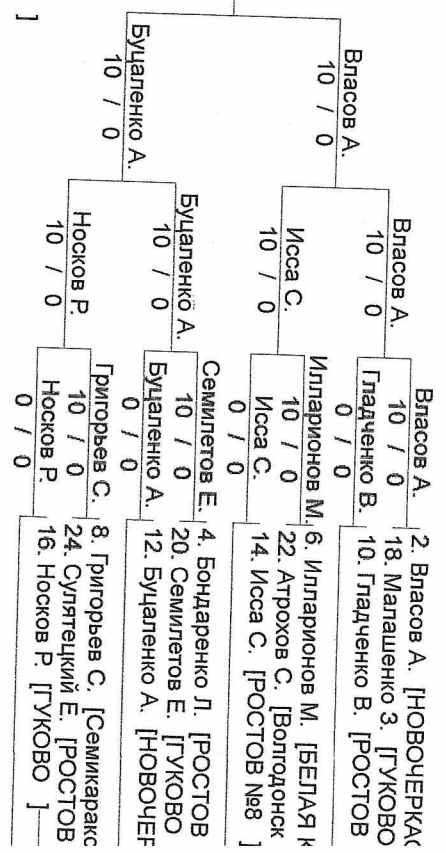 Власов А. 2. Власов А. [НОВОЧЕРКАС
Власов А. 10 / 0 18. Малашенко З. [ГУКОВО
10 / 0 Гладченко В. 10. Гладченко В. [РОСТОВ
Власов А. 0 / 0
10 / 0
Илларионов М. 6. Илларионов М. [БЕЛАЯ К
Исса С. 10 / 0 22. Атрохов С. [Волгодонск
10 / 0 Исса С. 14. Исса С. [РОСТОВ №8 ]
0 / 0
Семилетов Е. 4. Бондаренко Л. [РОСТОВ
Буцаленко А. 10 / 0 20. Семилетов Е. [ГУКОВО
10 / 0 Буцаленко А. 12. Буцаленко А. [НОВОЧЕР
Буцаленко А. 0 / 0
10 / 0
Григорьев С. 8. Григорьев С. [Семикаракс
Носков Р. 10 / 0 24. Сулятецкий Е. [РОСТОВ
10 / 0 Носков Р. 16. Носков Р. [ГУКОВО ]
] 0 / 0